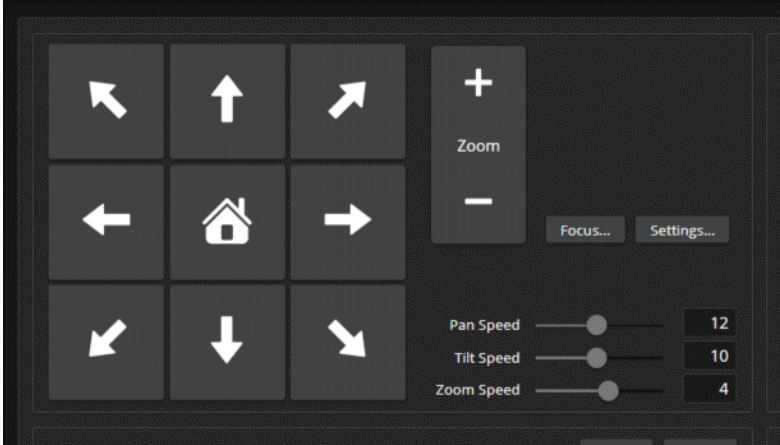 +
Zoom
−
Focus...
Settings...
Pan Speed 12
Tilt Speed 10
Zoom Speed 4